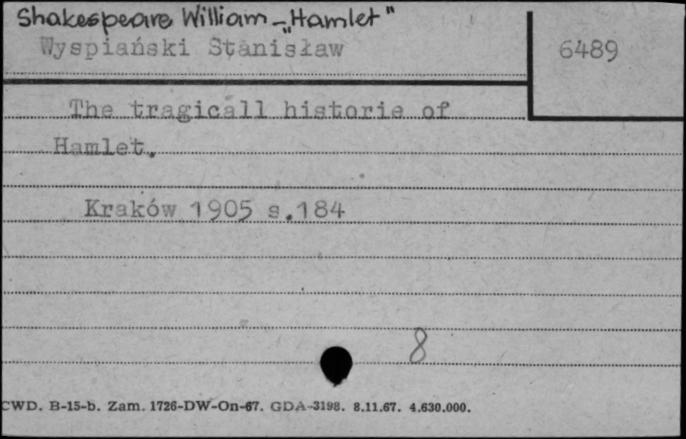 Shakespeare William - „Hamlet"
Wyspiański Stanisław
6489
The tragicall historie of
Hamlet.
Kraków 1905 s.184
8
CWD. B-15-b. Zam. 1726-DW-On-67. GDA-3198. 8.11.67. 4.630.000.